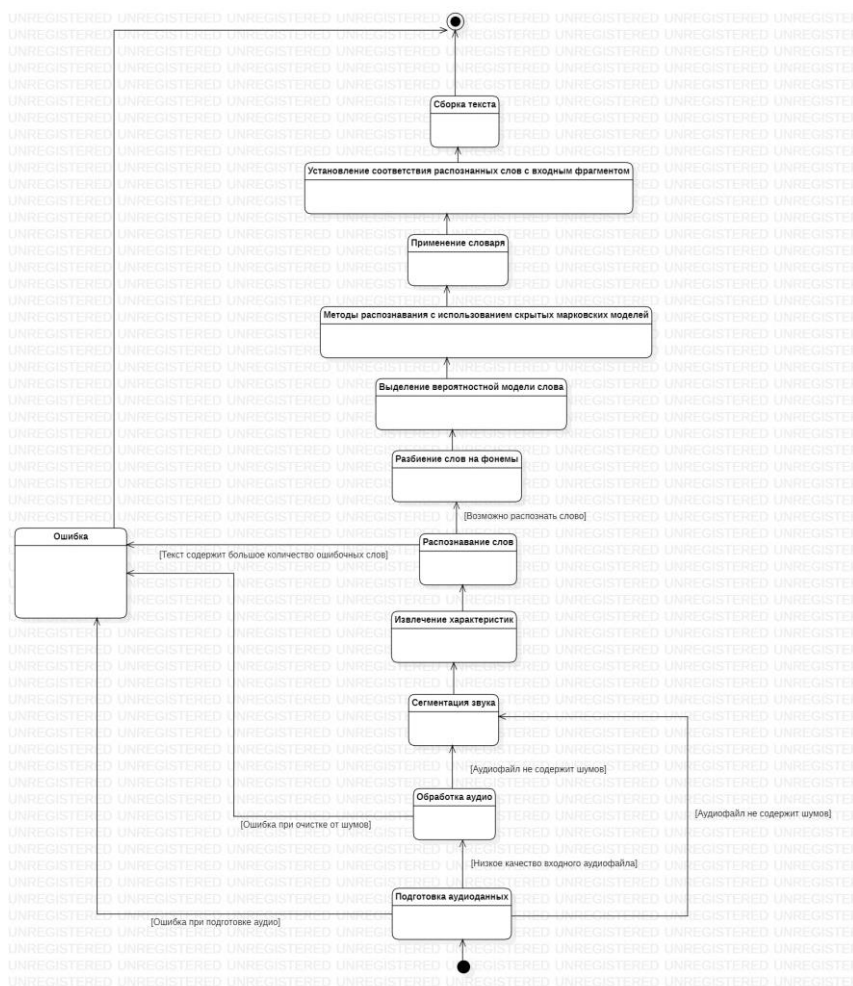 UNREGISTERED
Сборка текста
Установление соответствия распознанных слов с входным фрагментом
Применение словаря
Методы распознавания с использованием скрытых марковских моделей
Выделение вероятностной модели слова
Разбиение слов на фонемы
[Возможно распознать слово]
Ошибка
Распознавание слов
[Текст содержит большое количество ошибочных слов]
Извлечение характеристик
Сегментация звука
[Аудиофайл не содержит шумов]
Обработка аудио
[Аудиофайл не содержит шумов]
[Ошибка при очистке от шумов]
[Низкое качество входного аудиофайла]
Подготовка аудиоданных
[Ошибка при подготовке аудио]